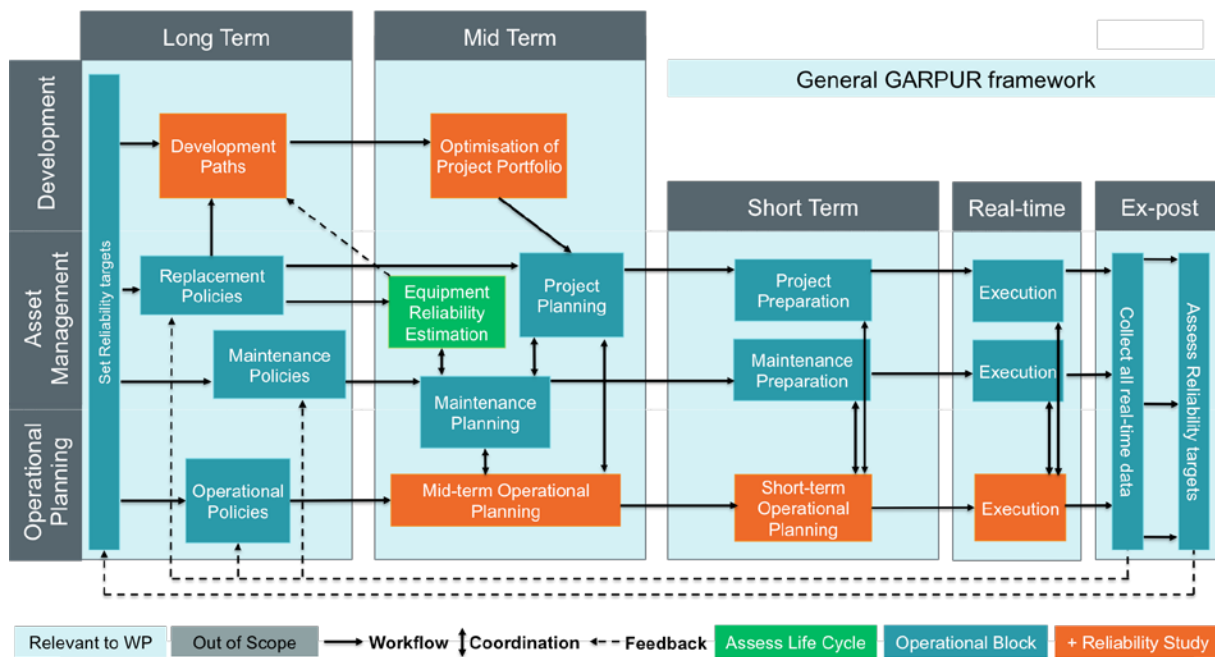 Long Term
Mid Term
General GARPUR framework
Short Term
Real-time
Ex-post
Development
Asset
Management
Operational
Planning
Set Reliability targets
Development
Paths
Optimisation of
Project Portfolio
Replacement
Policies
Equipment
Reliability
Estimation
Project
Planning
Project
Preparation
Execution
Maintenance
Policies
Maintenance
Planning
Maintenance
Preparation
Execution
Operational
Policies
Mid-term Operational
Planning
Short-term
Operational
Planning
Execution
Collect all real-time data
Assess Reliability targets
Relevant to WP
Out of Scope
Workflow
Coordination
Feedback
Assess Life Cycle
Operational Block
+ Reliability Study